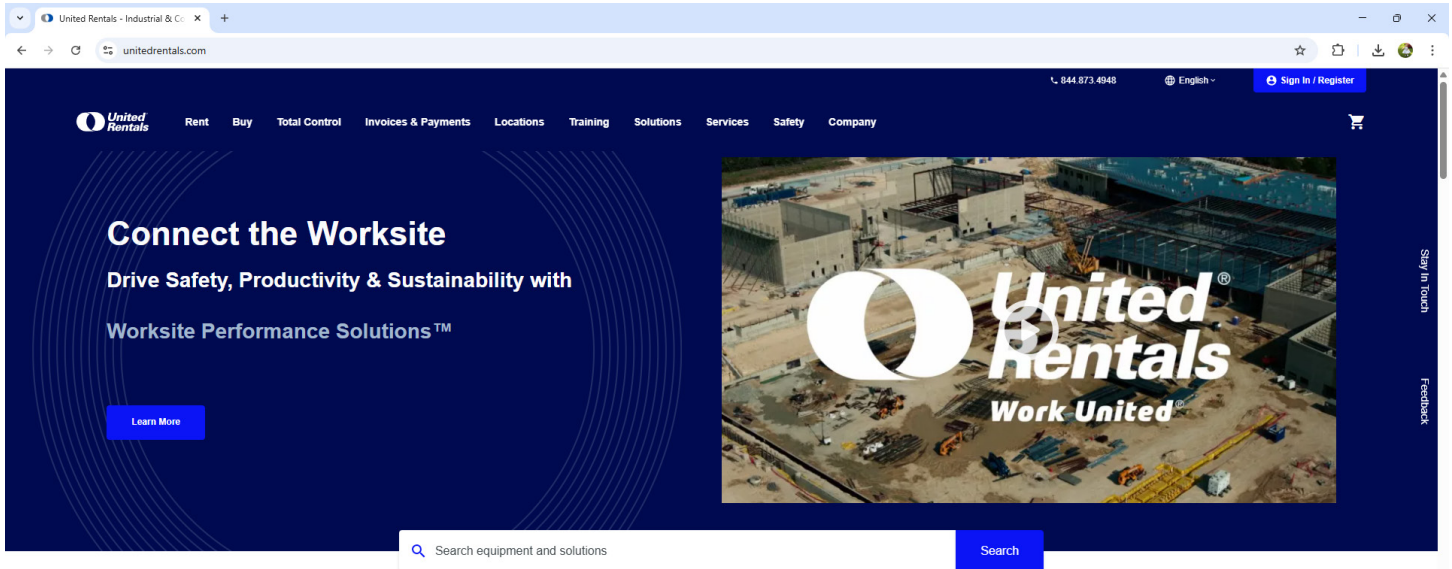 United Rentals - Industrial & Co
unitedrentals.com
844.873.4948
English
Sign In / Register
United
Rentals
Rent
Buy
Total Control
Invoices & Payments
Locations
Training
Solutions
Services
Safety
Company
Connect the Worksite
Drive Safety, Productivity & Sustainability with
Worksite Performance Solutions™
Learn More
United®
Rentals
Work United®
Stay In Touch
Feedback
Search equipment and solutions
Search